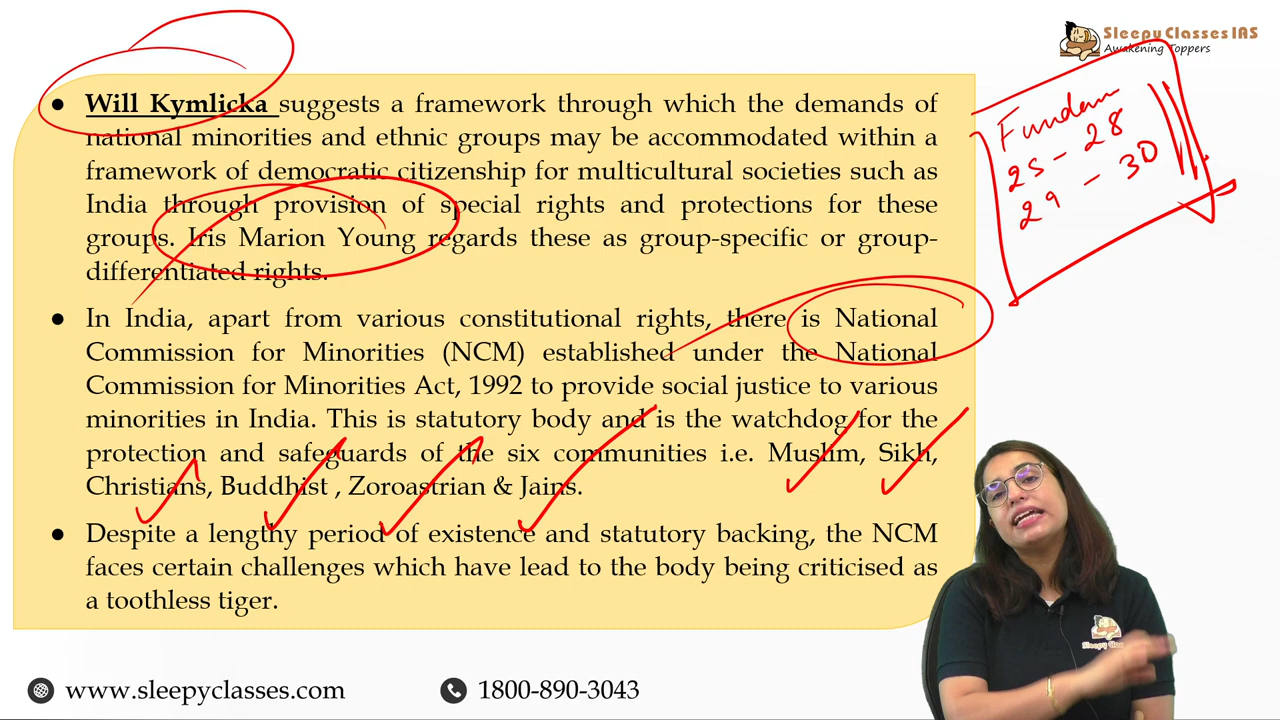 Sleepy Classes IAS
Awakening Toppers
● Will Kymlicka suggests a framework through which the demands of
national minorities and ethnic groups may be accommodated within a
framework of democratic citizenship for multicultural societies such as
India through provision of special rights and protections for these
groups. Iris Marion Young regards these as group-specific or group-
differentiated rights.
● In India, apart from various constitutional rights, there is National
Commission for Minorities (NCM) established under the National
Commission for Minorities Act, 1992 to provide social justice to various
minorities in India. This is statutory body and is the watchdog for the
protection and safeguards of the six communities i.e. Muslim, Sikh,
Christians, Buddhist , Zoroastrian & Jains.
● Despite a lengthy period of existence and statutory backing, the NCM
faces certain challenges which have lead to the body being criticised as
a toothless tiger.
Fundam
25 - 28
29 - 30
www.sleepyclasses.com
1800-890-3043